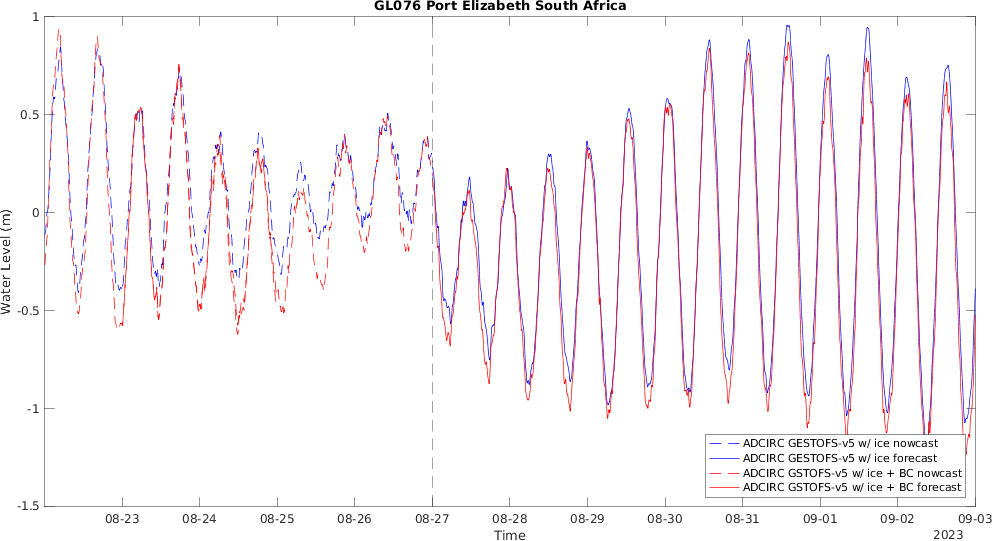 GL076 Port Elizabeth South Africa
1
0.5
0
-0.5
-1
-1.5
Water Level (m)
ADCIRC GESTOFS-v5 w/ ice nowcast
ADCIRC GESTOFS-v5 w/ ice forecast
ADCIRC GSTOFS-v5 w/ ice + BC nowcast
ADCIRC GSTOFS-v5 w/ ice + BC forecast
08-23 08-24 08-25 08-26 08-27 08-28 08-29 08-30 08-31 09-01 09-02 09-03
Time
2023